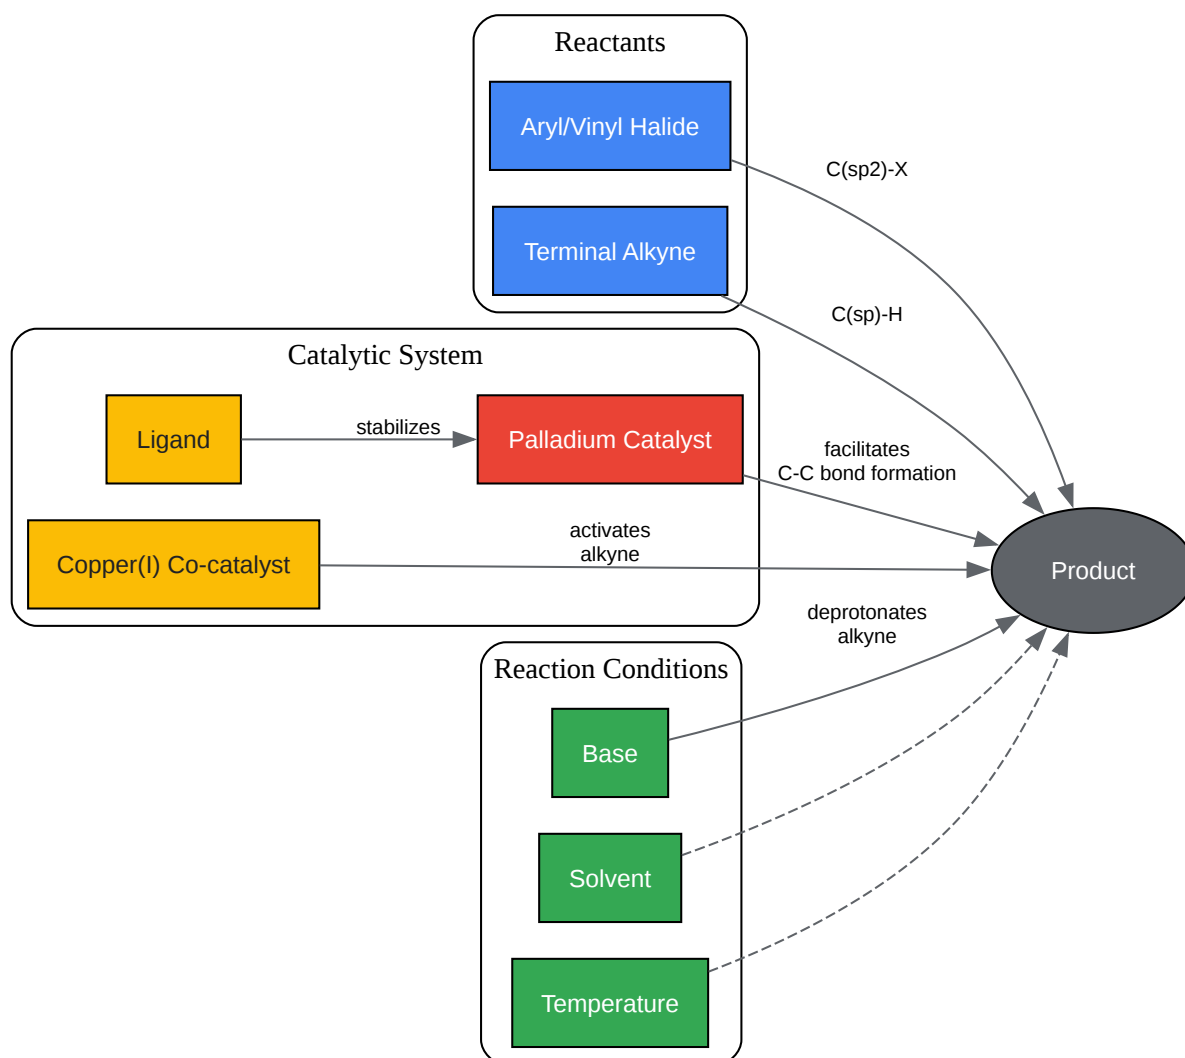 Reactants
Aryl/Vinyl Halide
C(sp2)-X
Terminal Alkyne
C(sp)-H
Catalytic System
Ligand
stabilizes
Palladium Catalyst
facilitates
C-C bond formation
Copper(I) Co-catalyst
activates
alkyne
Product
deprotonates
alkyne
Reaction Conditions
Base
Solvent
Temperature